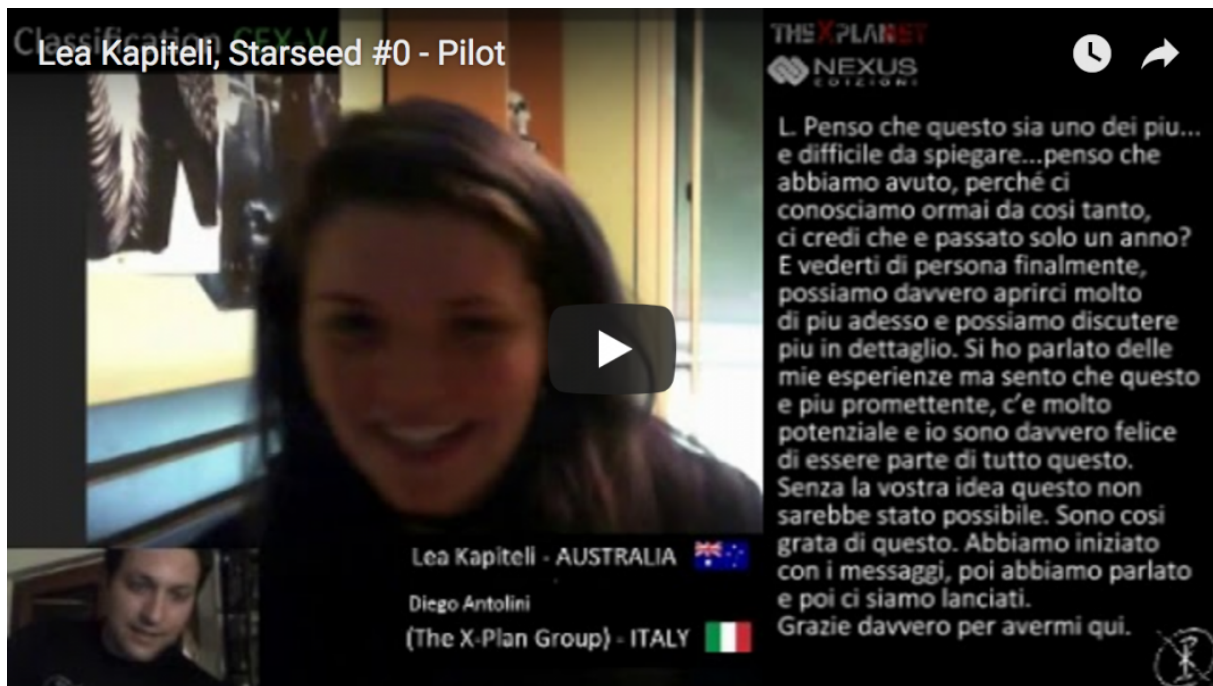 Classification CEX-V
Lea Kapiteli, Starseed #0 - Pilot
THEXPLANET
NEXUS
EDIZIONI
L. Penso che questo sia uno dei piu...
e difficile da spiegare...penso che
abbiamo avuto, perché ci
conosciamo ormai da cosi tanto,
ci credi che e passato solo un anno?
E vederti di persona finalmente,
possiamo davvero aprirci molto
di piu adesso e possiamo discutere
piu in dettaglio. Si ho parlato delle
mie esperienze ma sento che questo
e piu promettente, c'e molto
potenziale e io sono davvero felice
di essere parte di tutto questo.
Senza la vostra idea questo non
sarebbe stato possibile. Sono cosi
grata di questo. Abbiamo iniziato
con i messaggi, poi abbiamo parlato
e poi ci siamo lanciati.
Grazie davvero per avermi qui.
Lea Kapiteli - AUSTRALIA
Diego Antolini
(The X-Plan Group) - ITALY